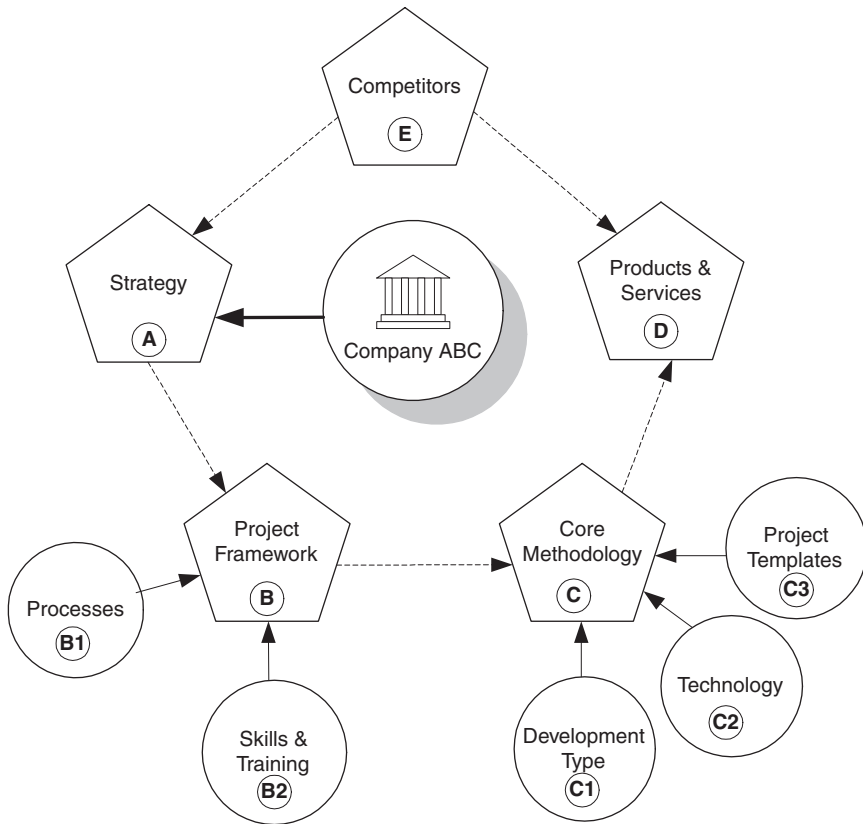 Competitors
E
Strategy
A
Company ABC
Products &
Services
D
Project
Framework
B
Core
Methodology
C
Processes
B1
Skills &
Training
B2
Development
Type
C1
Technology
C2
Project
Templates
C3